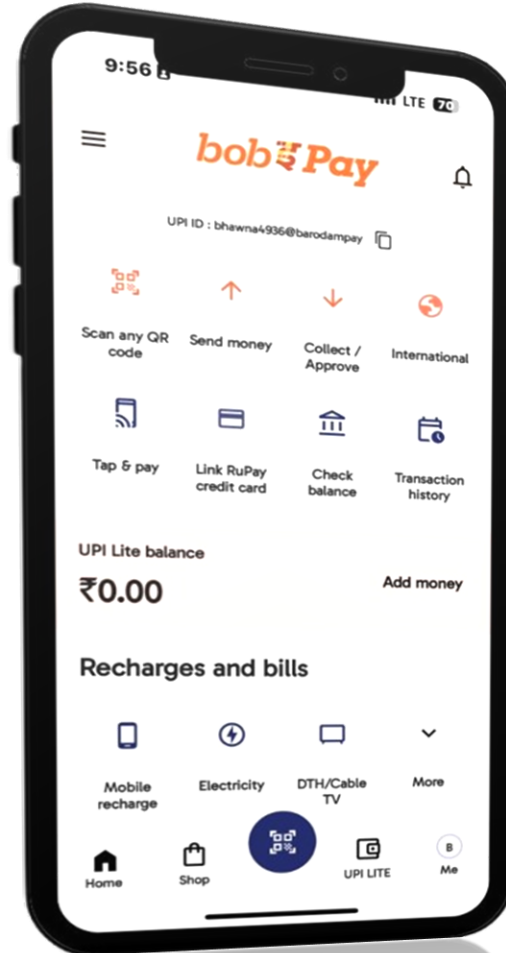 9:56
LTE 70
bob Pay
UPI ID : bhawna4936@barodampay
Scan any QR code
Send money
Collect / Approve
International
Tap & pay
Link RuPay credit card
Check balance
Transaction history
UPI Lite balance
₹0.00
Add money
Recharges and bills
Mobile recharge
Electricity
DTH/Cable TV
More
Home
Shop
UPI LITE
B
Me